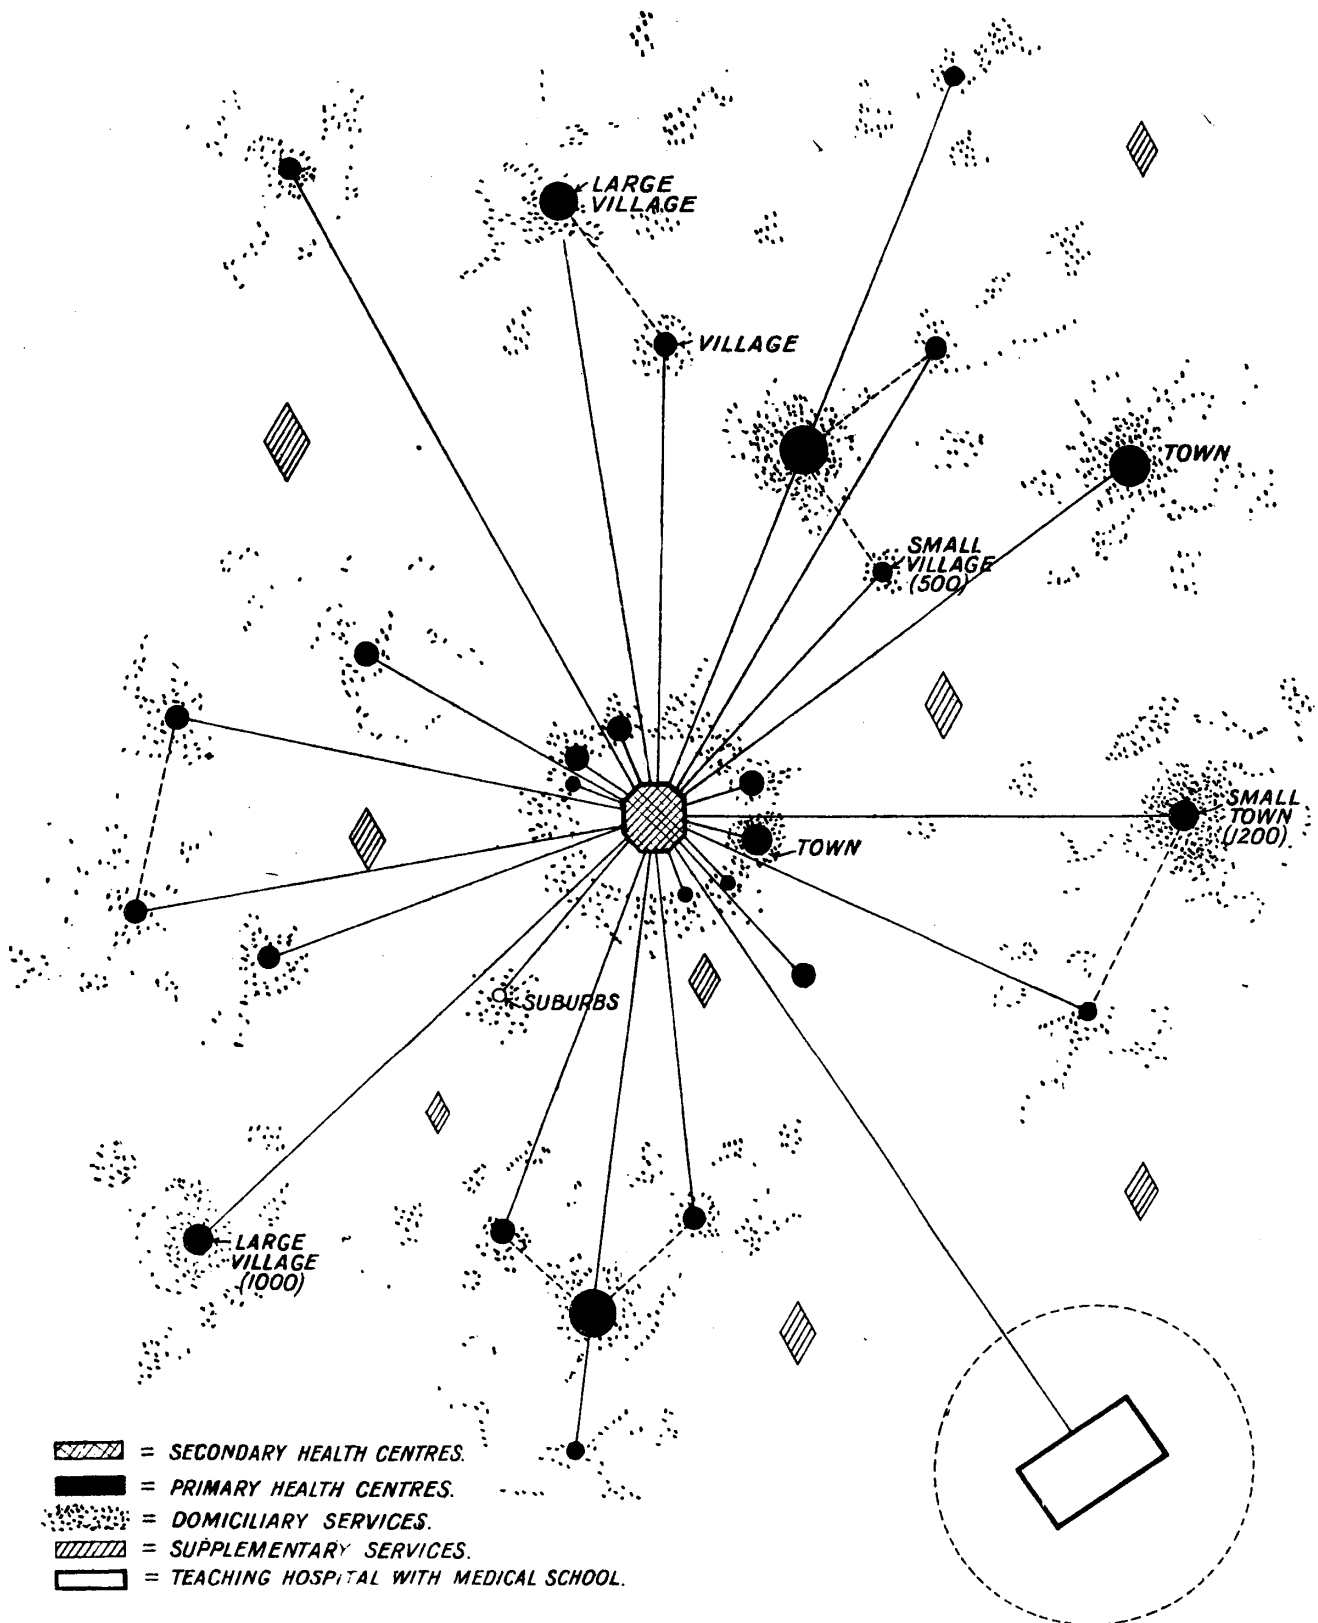 LARGE
VILLAGE
VILLAGE
TOWN
SMALL
VILLAGE
(500)
SMALL
TOWN
(1200)
TOWN
SUBURBS
LARGE
VILLAGE
(1000)
= SECONDARY HEALTH CENTRES.
= PRIMARY HEALTH CENTRES.
= DOMICILIARY SERVICES.
= SUPPLEMENTARY SERVICES.
= TEACHING HOSPITAL WITH MEDICAL SCHOOL.